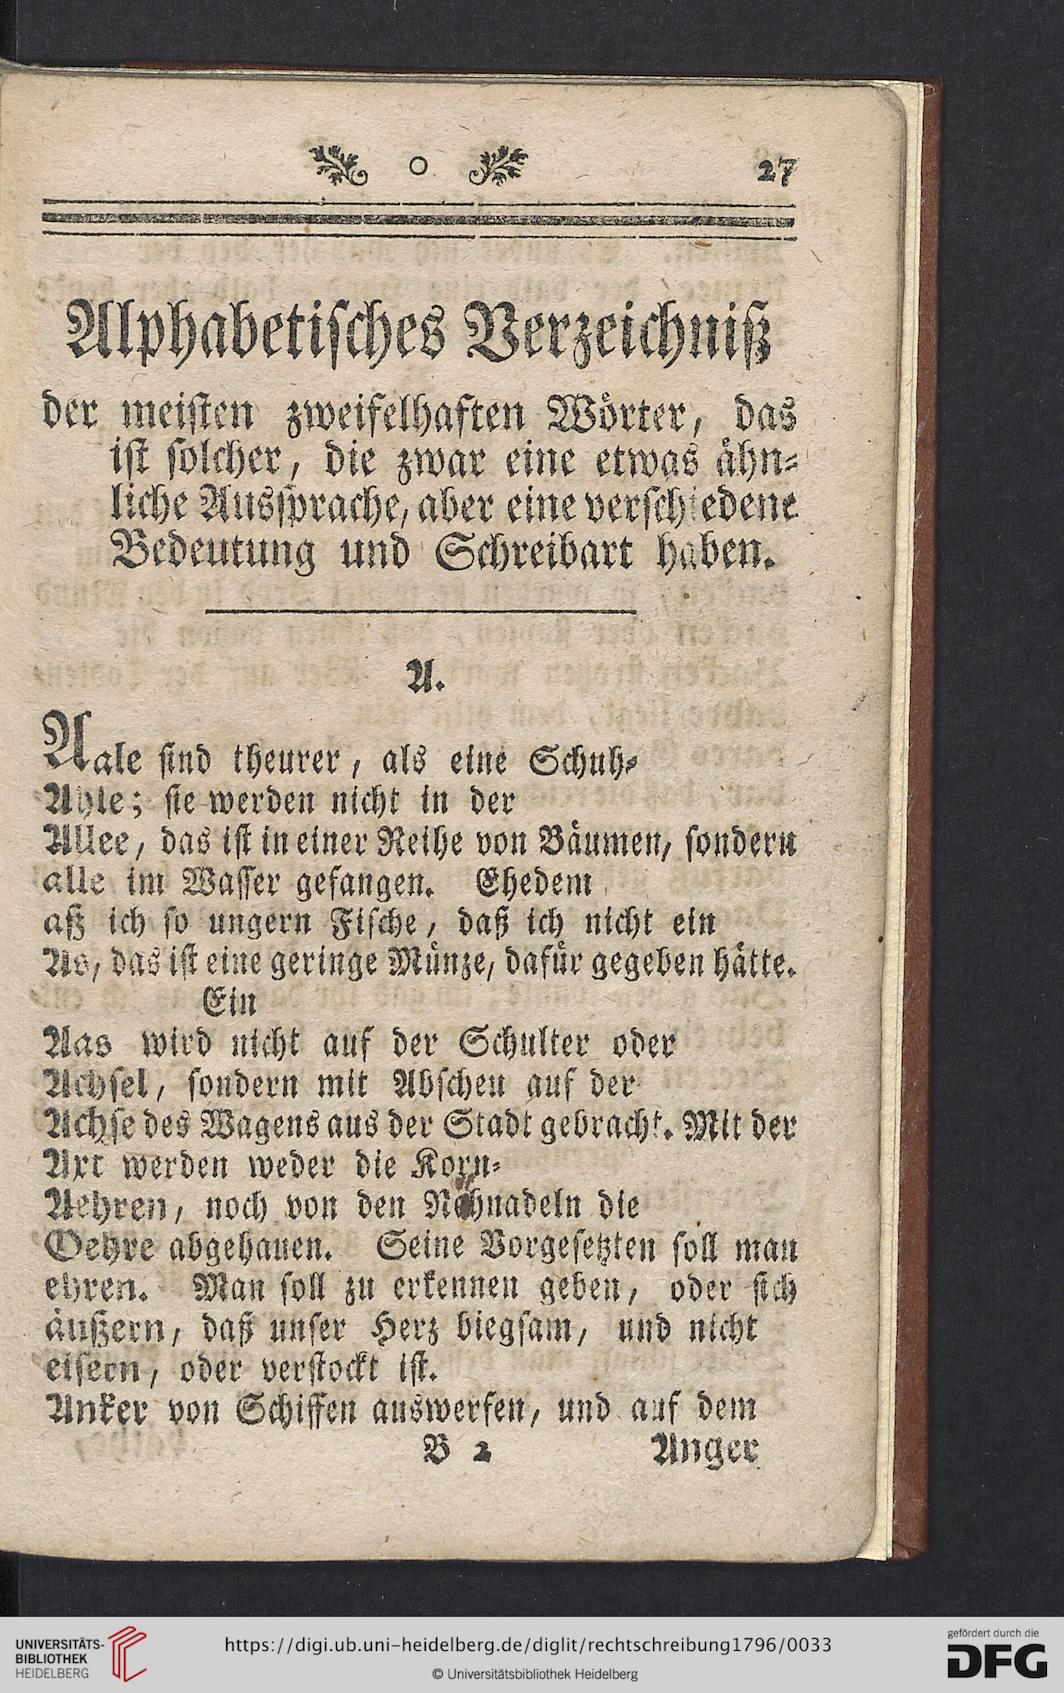 o 27
Alphabetisches Verzeichniß
der meisten zweifelhaften Wörter, das
ist solcher, die zwar eine etwas ähn-
liche Aussprache, aber eine verschiedene
Bedeutung und Schreibart haben.
A.
Aale sind theurer, als eine Schuh-
Ahle; sie werden nicht in der
Allee, das ist in einer Reihe von Bäumen, sondern
alle im Wasser gefangen. Ehedem
aß ich so ungern Fische, daß ich nicht ein
As, das ist eine geringe Münze, dafür gegeben hätte.
Ein
Aas wird nicht auf der Schulter oder
Achsel, sondern mit Abscheu auf der
Achse des Wagens aus der Stadt gebracht. Mit der
Axt werden weder die Korn-
Aehren, noch von den Nähnadeln die
Oehre abgehauen. Seine Vorgesetzten soll man
ehren. Man soll zu erkennen geben, oder sich
äußern, daß unser Herz biegsam, und nicht
eisern, oder verstockt ist.
Anker von Schiffen auswerfen, und auf dem
B 2 Anger
UNIVERSITÄTS-
BIBLIOTHEK
HEIDELBERG
https://digi.ub.uni-heidelberg.de/diglit/rechtschreibung1796/0033
© Universitätsbibliothek Heidelberg
gefördert durch die
DFG